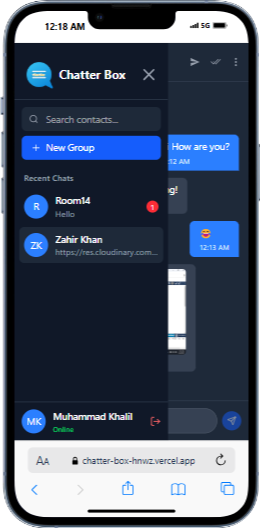 12:18 AM
5G
Chatter Box
Search contacts...
+ New Group
Recent Chats
R
Room14
Hello
1
ZK
Zahir Khan
https://res.cloudinary.com...
How are you?
:12 AM
ng!
12:13 AM
MK
Muhammad Khalil
Online
AA
chatter-box-hnwz.vercel.app